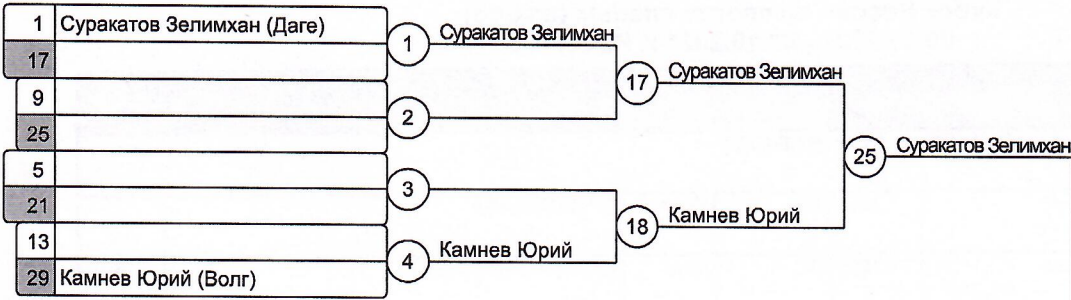 1 Суракатов Зелимхан (Даге)
17
1 Суракатов Зелимхан
9
25
2
17 Суракатов Зелимхан
5
21
3
13
29 Камнев Юрий (Волг)
4 Камнев Юрий
18 Камнев Юрий
25 Суракатов Зелимхан